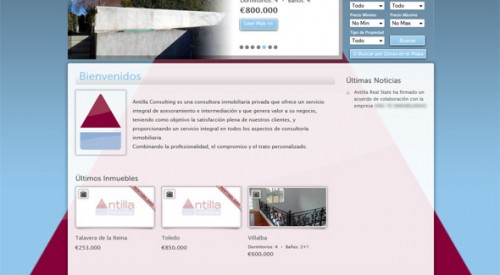 Dormitorios: 4 - Baños: 2
€800.000
Leer Más >>
Todo
Todo
Precio Mínimo
Precio Máximo
No Min
No Max
Tipo de Propiedad
Todo
Buscar
O Buscar por Zonas en el Mapa
Bienvenidos
Antilla Consulting es una consultora inmobiliaria privada que ofrece un servicio
integral de asesoramiento e intermediación y que genera valor a su negocio,
teniendo como objetivo la satisfacción plena de nuestros clientes, y
proporcionando un servicio integral en todos los aspectos de consultoría
inmobiliaria.
Combinando la profesionalidad, el compromiso y el trato personalizado.
Últimas Noticias
Antilla Real State ha firmado un
acuerdo de colaboración con la
empresa
Últimos Inmuebles
Antilla
Antilla
Talavera de la Reina
€253.000
Toledo
€850.000
Villalba
Dormitorios: 4 - Baños: 2+1
€600.000